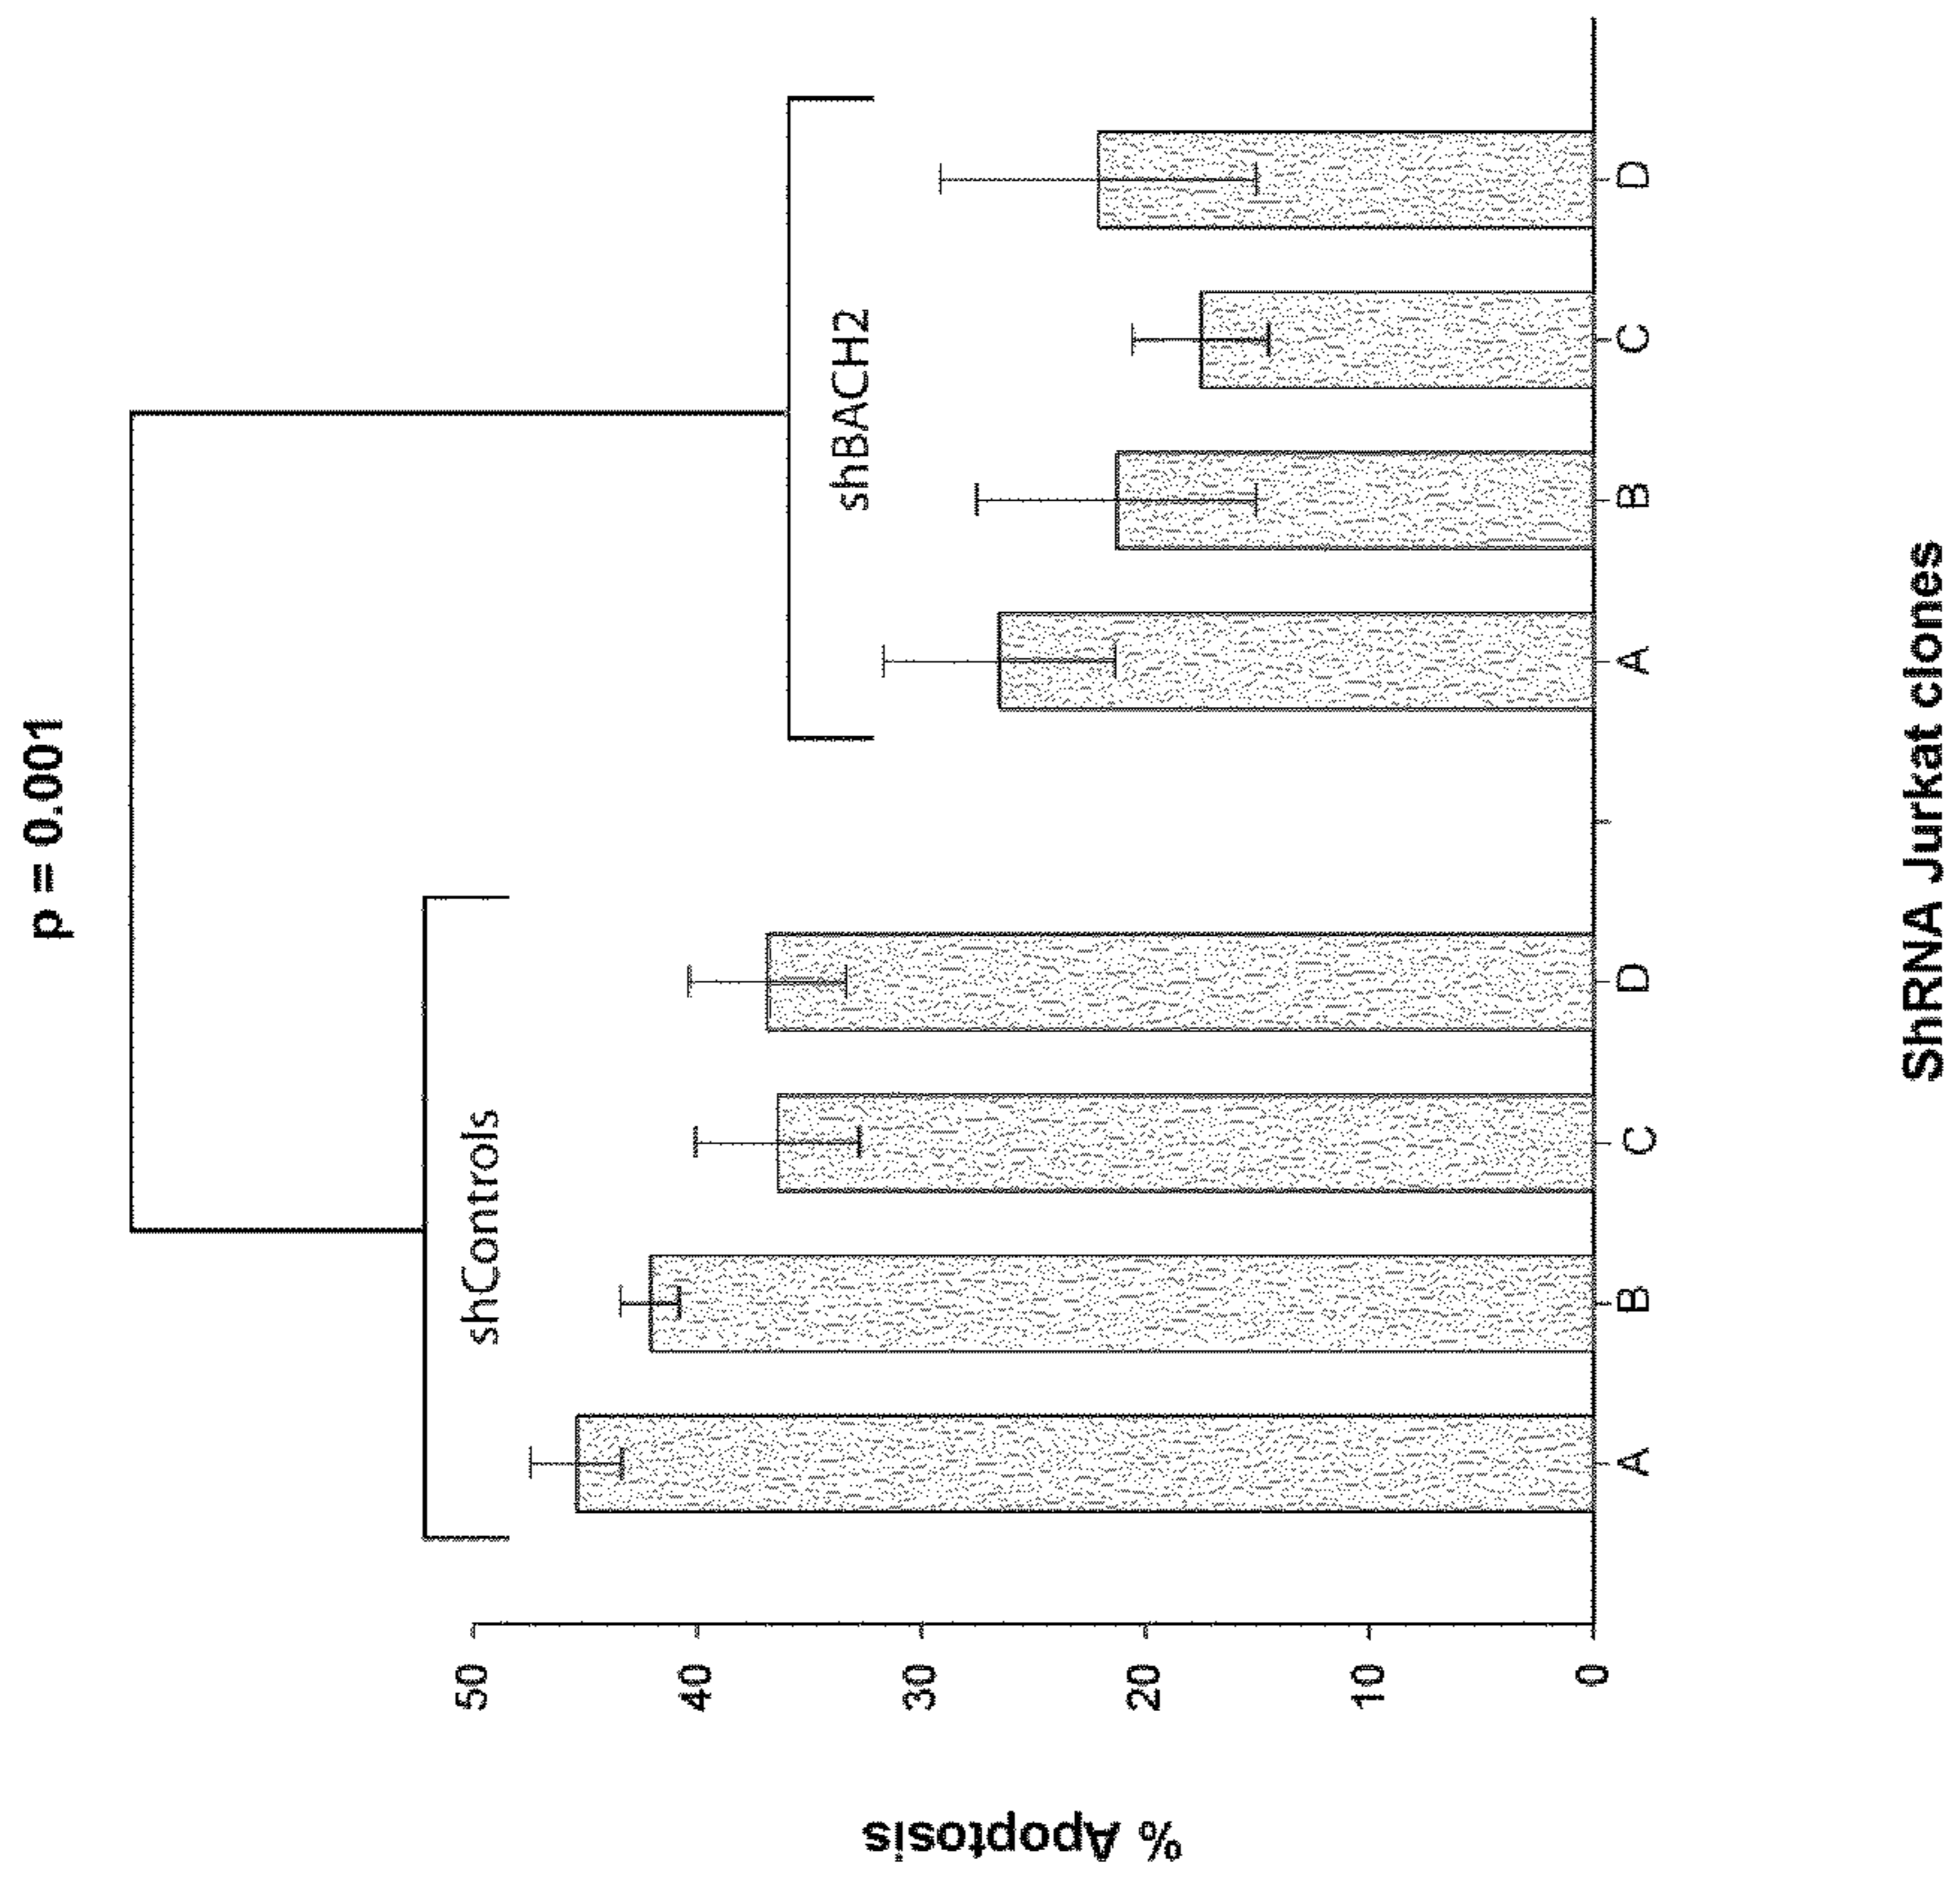 p = 0.001
shControls
shBACH2
% Apoptosis
50
40
30
20
10
0
A
B
C
D
A
B
C
D
ShRNA Jurkat clones